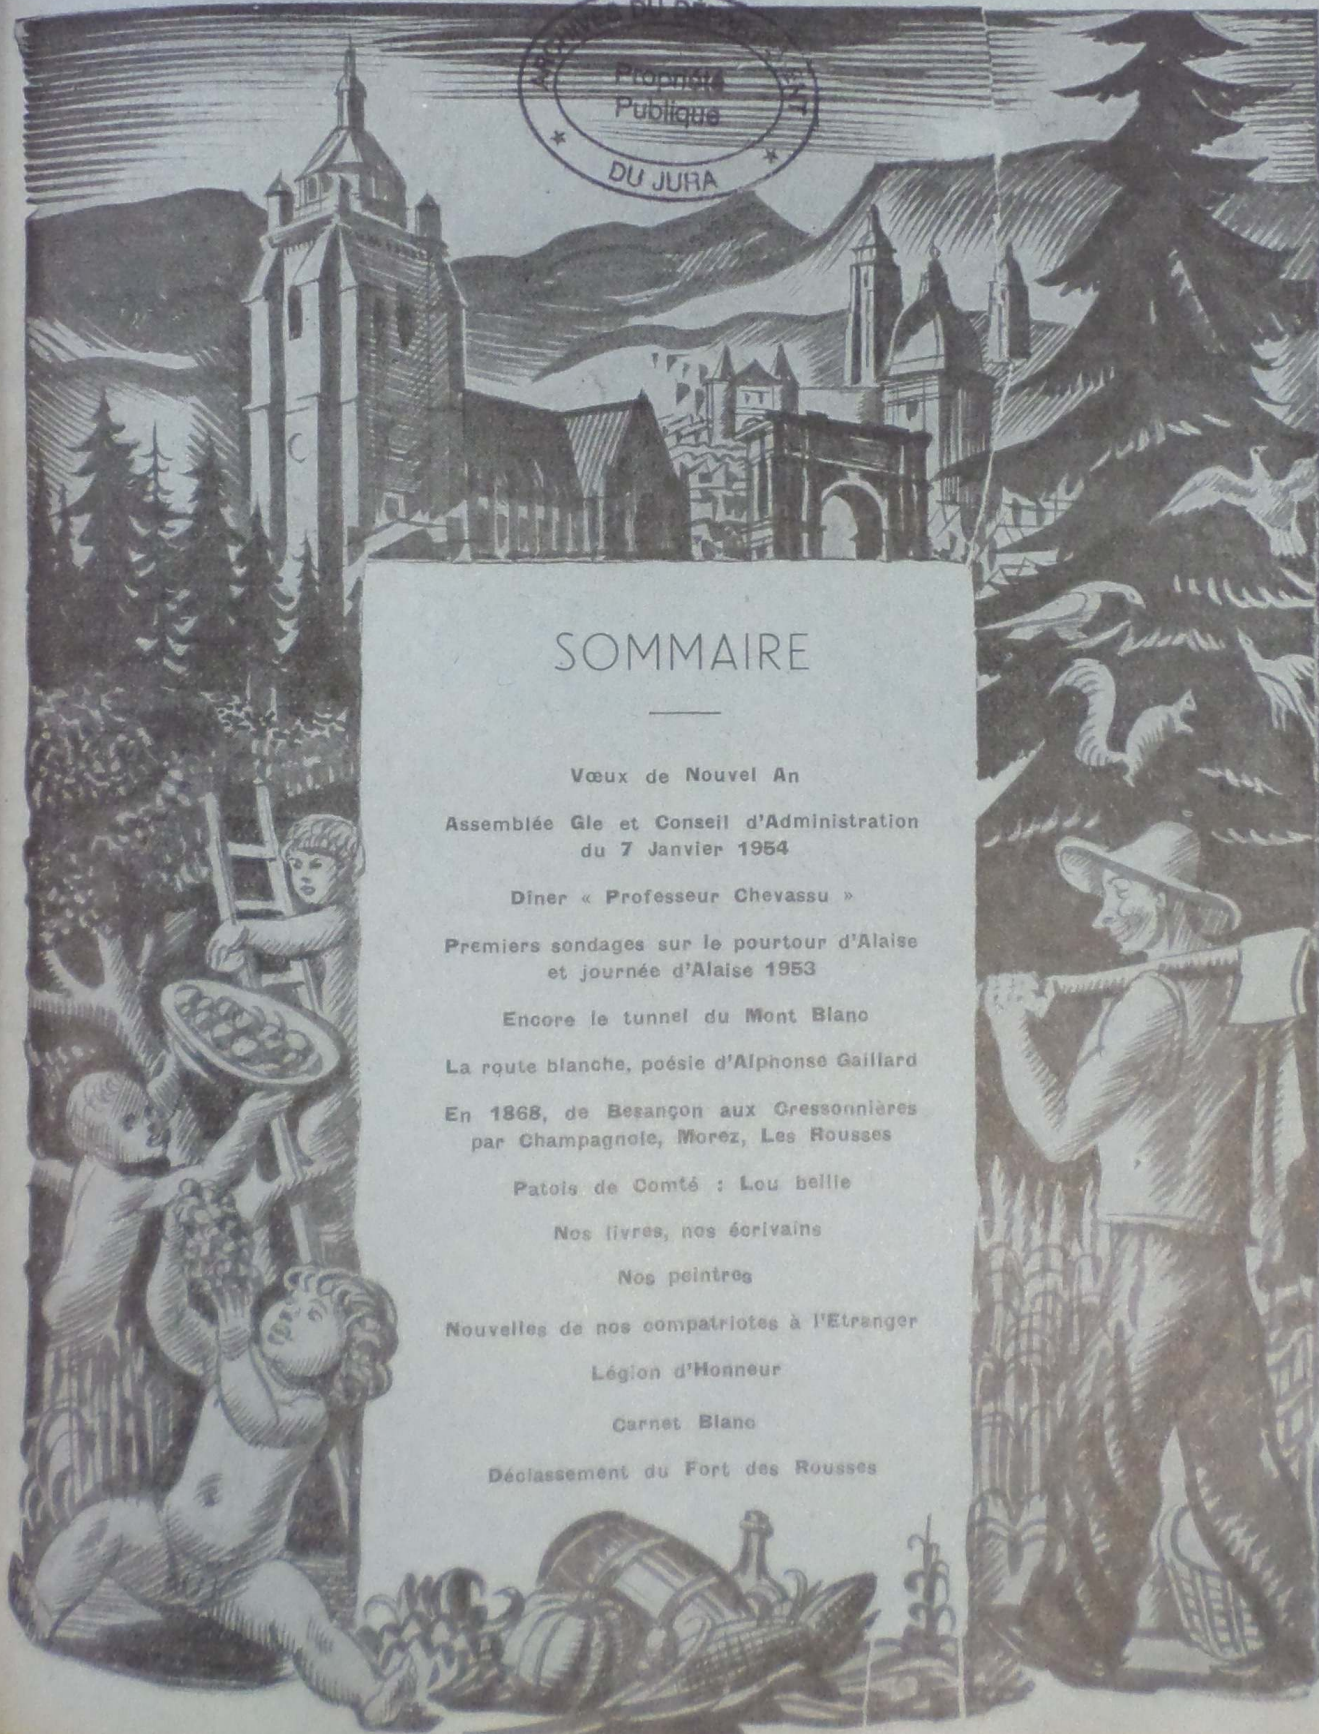 ARCHIVES DU DÉPARTEMENT
Propriété
Publique
DU JURA
SOMMAIRE
Vœux de Nouvel An
Assemblée Gle et Conseil d'Administration
du 7 Janvier 1954
Dîner « Professeur Chevassu »
Premiers sondages sur le pourtour d'Alaise
et journée d'Alaise 1953
Encore le tunnel du Mont Blanc
La route blanche, poésie d'Alphonse Gaillard
En 1868, de Besançon aux Cressonnières
par Champagnole, Morez, Les Rousses
Patois de Comté : Lou beille
Nos livres, nos écrivains
Nos peintres
Nouvelles de nos compatriotes à l'Etranger
Légion d'Honneur
Carnet Blanc
Déclassement du Fort des Rousses